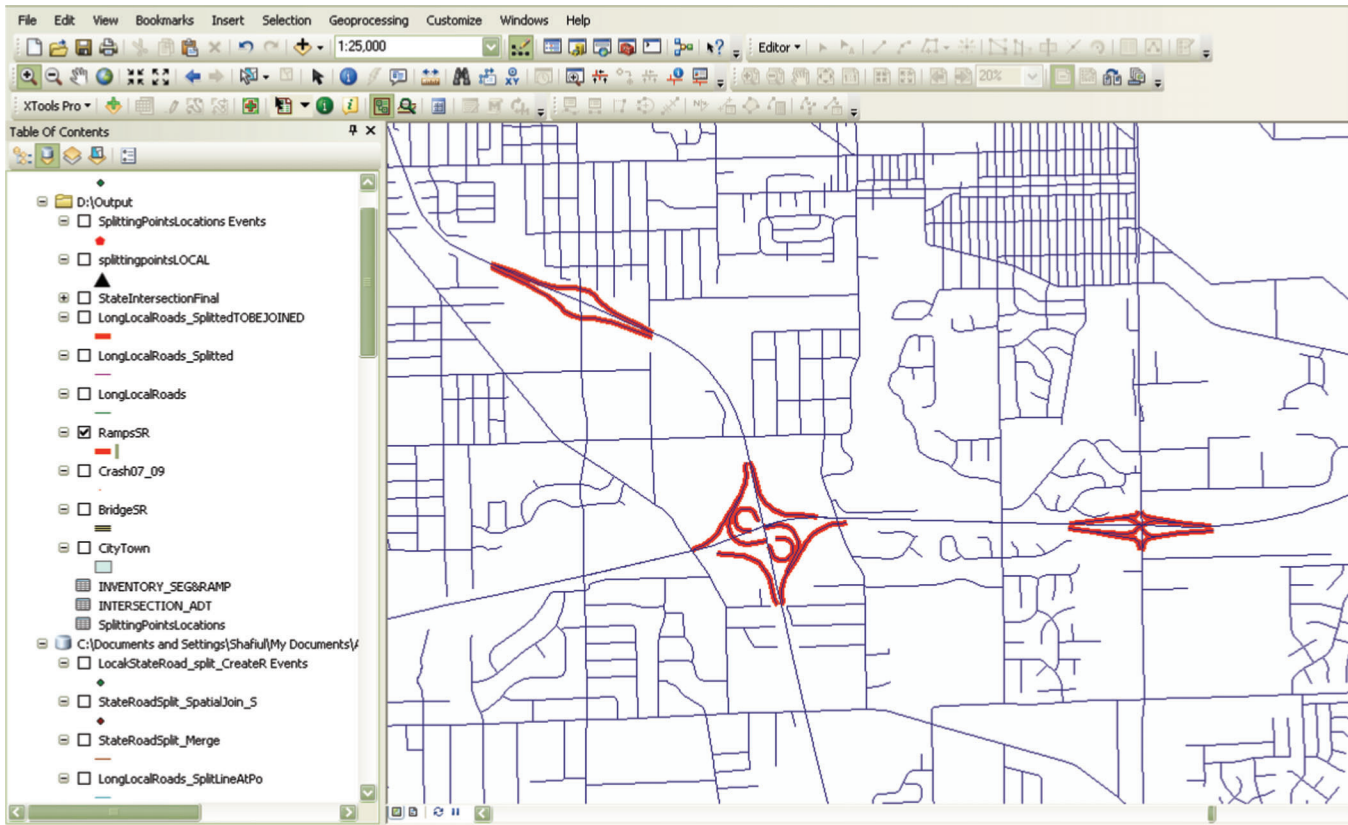 File Edit View Bookmarks Insert Selection Geoprocessing Customize Windows Help
1:25,000
Editor
20%
XTools Pro
Table Of Contents
D:\Output
SplittingPointsLocations Events
splittingpointsLOCAL
StateIntersectionFinal
LongLocalRoads_SplittedTOBEJOINED
LongLocalRoads_Splitted
LongLocalRoads
RampsSR
Crash07_09
BridgeSR
CityTown
INVENTORY_SEG&RAMP
INTERSECTION_ADT
SplittingPointsLocations
C:\Documents and Settings\Shafiul\My Documents\A
LocakStateRoad_split_CreateR Events
StateRoadSplit_SpatialJoin_S
StateRoadSplit_Merge
LongLocalRoads_SplitLineAtPo